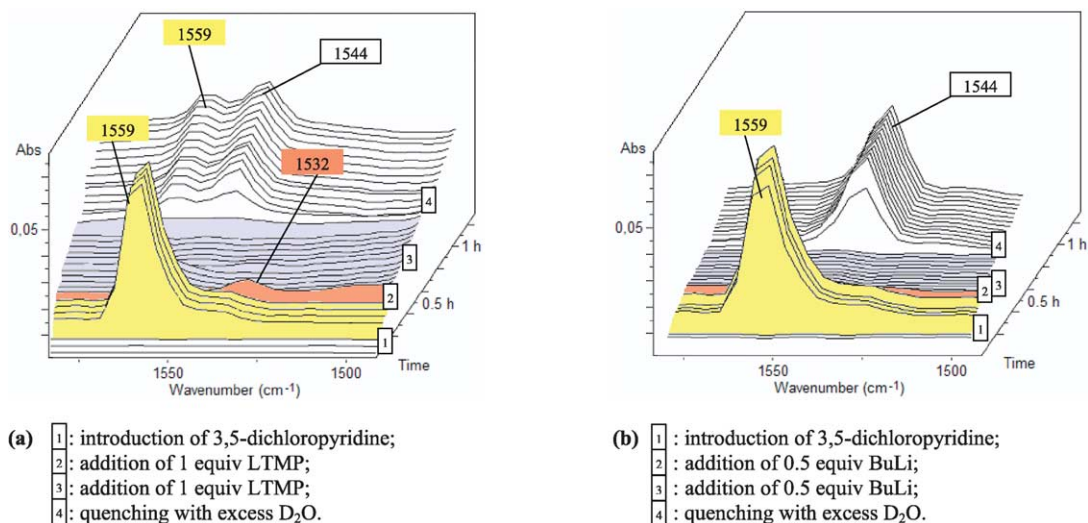 1559
1544
1559
1532
Abs
0,05
4
3
2
1
1 h
0.5 h
Time
1550
1500
Wavenumber (cm-1)
(a) 1: introduction of 3,5-dichloropyridine;
2: addition of 1 equiv LTMP;
3: addition of 1 equiv LTMP;
4: quenching with excess D₂O.
1544
1559
Abs
0,05
4
3
2
1
1 h
0.5 h
Time
1550
1500
Wavenumber (cm-1)
(b) 1: introduction of 3,5-dichloropyridine;
2: addition of 0.5 equiv BuLi;
3: addition of 0.5 equiv BuLi;
4: quenching with excess D₂O.